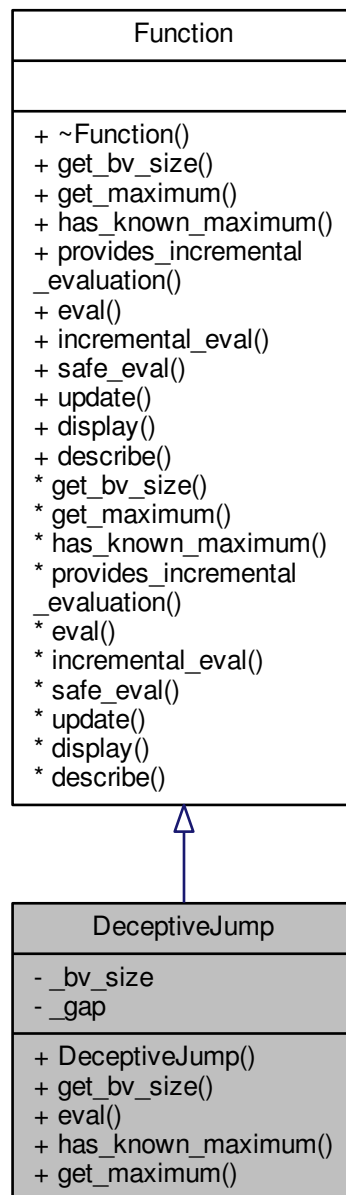 Function
+ ~Function()
+ get_bv_size()
+ get_maximum()
+ has_known_maximum()
+ provides_incremental
_evaluation()
+ eval()
+ incremental_eval()
+ safe_eval()
+ update()
+ display()
+ describe()
* get_bv_size()
* get_maximum()
* has_known_maximum()
* provides_incremental
_evaluation()
* eval()
* incremental_eval()
* safe_eval()
* update()
* display()
* describe()
DeceptiveJump
- _bv_size
- _gap
+ DeceptiveJump()
+ get_bv_size()
+ eval()
+ has_known_maximum()
+ get_maximum()